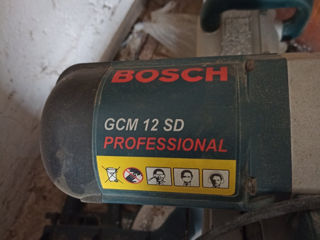 BOSCH
GCM 12 SD
PROFESSIONAL